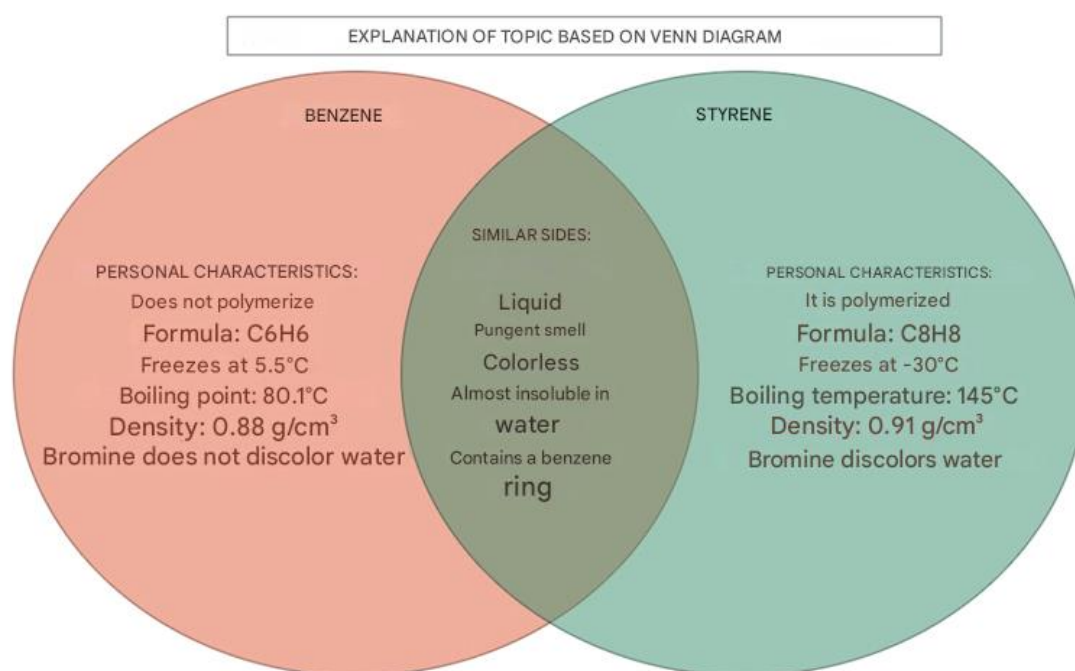 EXPLANATION OF TOPIC BASED ON VENN DIAGRAM
BENZENE
PERSONAL CHARACTERISTICS:
Does not polymerize
Formula: C6H6
Freezes at 5.5°C
Boiling point: 80.1°C
Density: 0.88 g/cm³
Bromine does not discolor water
SIMILAR SIDES:
Liquid
Pungent smell
Colorless
Almost insoluble in
water
Contains a benzene
ring
STYRENE
PERSONAL CHARACTERISTICS:
It is polymerized
Formula: C8H8
Freezes at -30°C
Boiling temperature: 145°C
Density: 0.91 g/cm³
Bromine discolors water